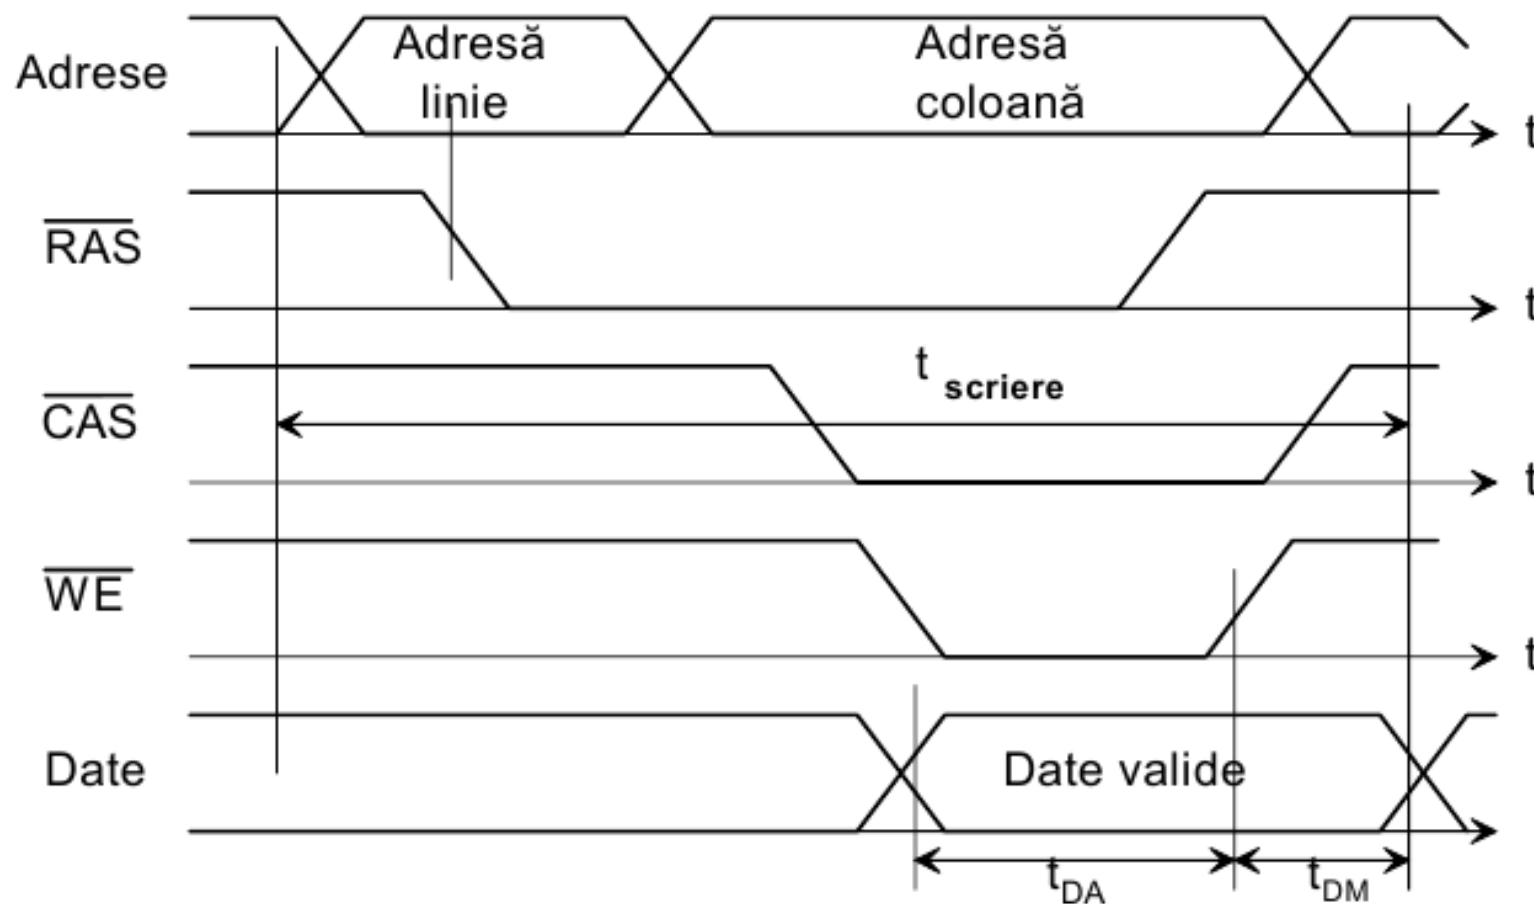 Adrese
Adresă
linie
Adresă
coloană
t
RAS
t
CAS
t scriere
t
WE
t
Date
Date valide
tDA
tDM